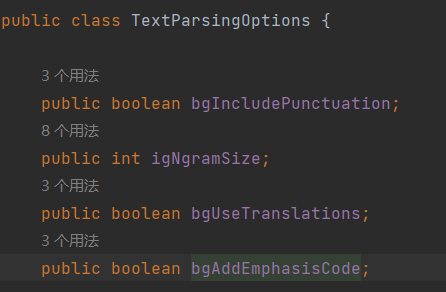 public class TextParsingOptions {
3 个用法
public boolean bgIncludePunctuation;
8 个用法
public int igNgramSize;
3 个用法
public boolean bgUseTranslations;
3 个用法
public boolean bgAddEmphasisCode;